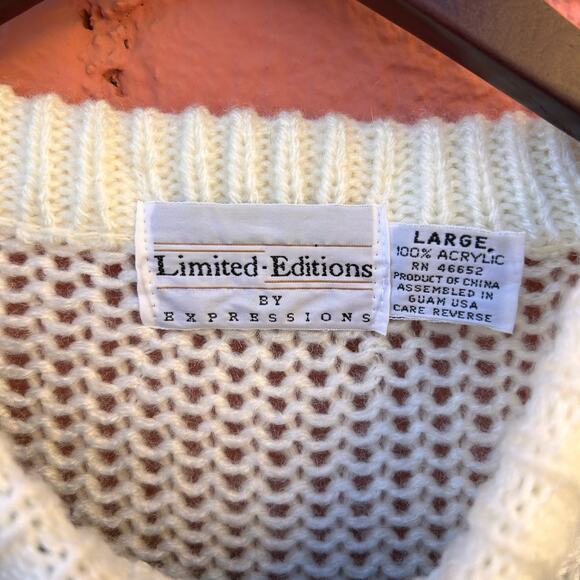 Limited·Editions
BY
EXPRESSIONS
LARGE,
100% ACRYLIC
RN 46652
PRODUCT OF CHINA
ASSEMBLED IN
GUAM USA
CARE REVERSE